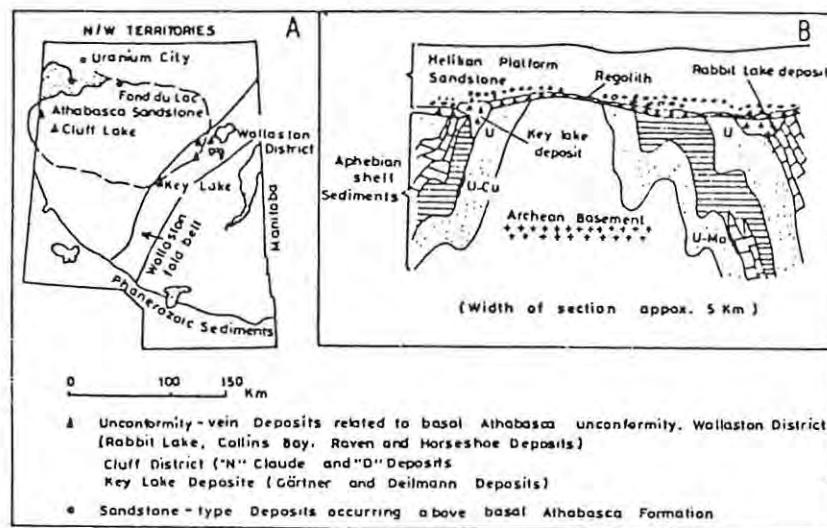 A
N/W TERRITORIES
Uranium City
Fond du Lac
Athabasca Sandstone
Cluff Lake
Wollaston
District
Key Lake
Wollaston
fold belt
Manitoba
Phanerozoic Sediments
B
Helikan Platform
Sandstone
Regolith
Rabbit Lake deposit
U
Key lake
deposit
U
Aphebian
shell
Sediments
U-Cu
Archean Basement
U-Mo
(Width of section appox. 5 Km)
0 100 150
Km
Unconformity-vein Deposits related to basal Athabasca unconformity. Wollaston District
(Rabbit Lake, Collins Bay, Raven and Horseshoe Deposits)
Cluff District ("N" Claude and "D" Deposits
Key Lake Deposite (Gärtner and Deilmann Deposits)
Sandstone-type Deposits occurring above basal Athabasca Formation